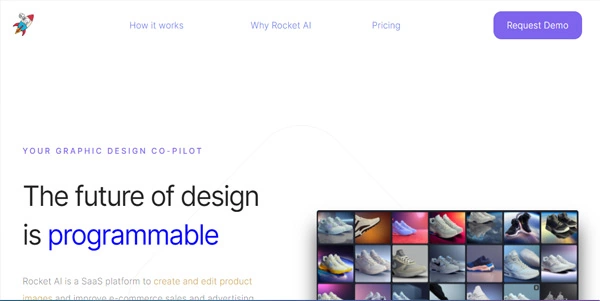 How it works Why Rocket AI Pricing Request Demo
YOUR GRAPHIC DESIGN CO-PILOT
The future of design
is programmable
Rocket AI is a SaaS platform to create and edit product
images and improve e-commerce sales and advertising